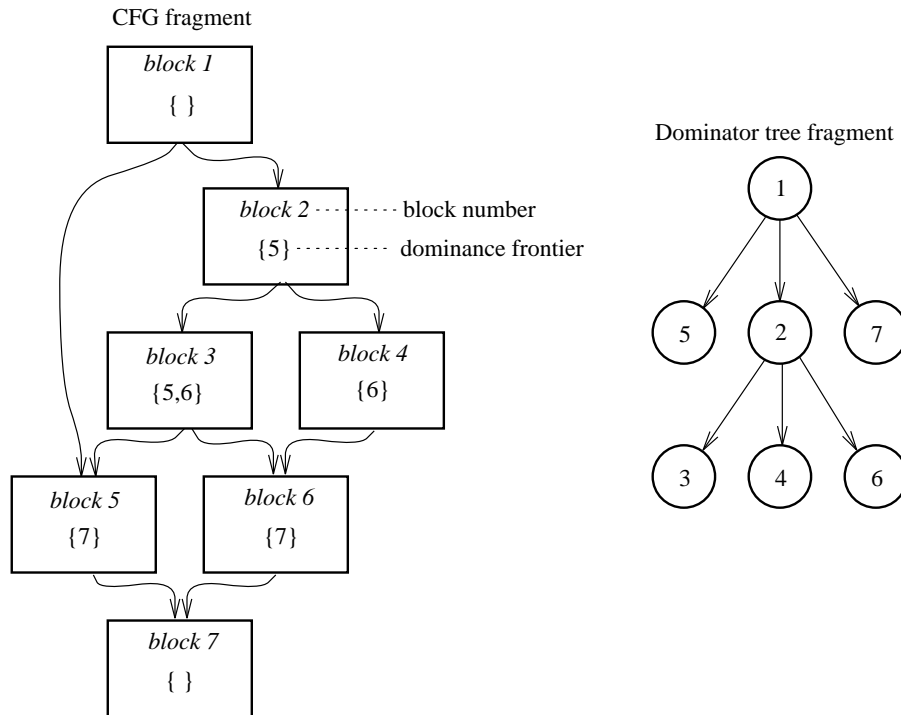 CFG fragment
block 1
{ }
block 2
block number
{5}
dominance frontier
block 3
{5,6}
block 4
{6}
block 5
{7}
block 6
{7}
block 7
{ }
Dominator tree fragment
1
5
2
7
3
4
6